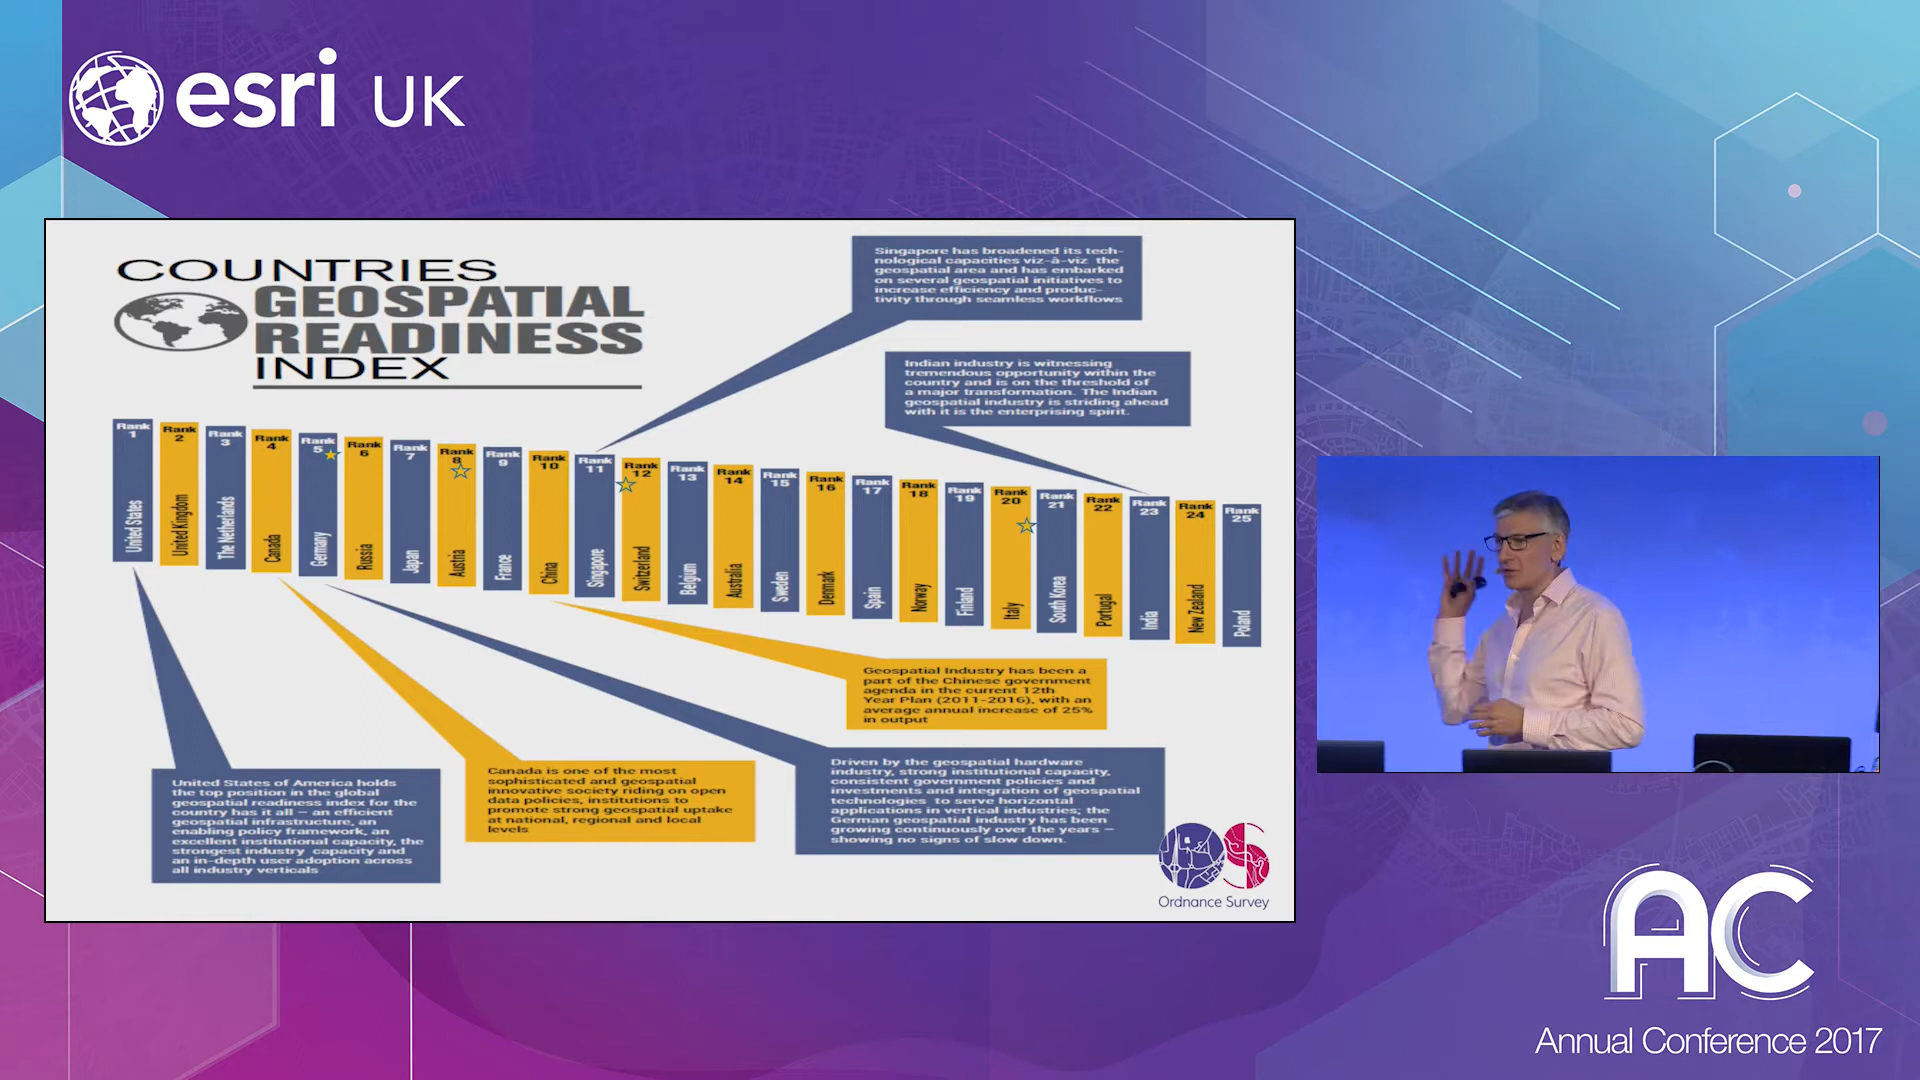 esri UK
COUNTRIES
GEOSPATIAL
READINESS
INDEX
Singapore has broadened its tech-
nological capacities viz-à-viz the
geospatial area and has embarked
on several geospatial initiatives to
increase efficiency and produc-
tivity through seamless workflows
Indian industry is witnessing
tremendous opportunity within the
country and is on the threshold of
a major transformation. The Indian
geospatial industry is striding ahead
with it is the enterprising spirit.
Rank 1 United States
Rank 2 United Kingdom
Rank 3 The Netherlands
Rank 4 Canada
Rank 5 Germany
Rank 6 Russia
Rank 7 Japan
Rank 8 Austria
Rank 9 France
Rank 10 China
Rank 11 Singapore
Rank 12 Switzerland
Rank 13 Belgium
Rank 14 Australia
Rank 15 Sweden
Rank 16 Denmark
Rank 17 Spain
Rank 18 Norway
Rank 19 Finland
Rank 20 Italy
Rank 21 South Korea
Rank 22 Portugal
Rank 23 India
Rank 24 New Zealand
Rank 25 Poland
Geospatial Industry has been a
part of the Chinese government
agenda in the current 12th
Year Plan (2011-2016), with an
average annual increase of 25%
in output
United States of America holds
the top position in the global
geospatial readiness index for the
country has it all – an efficient
geospatial infrastructure, an
enabling policy framework, an
excellent institutional capacity, the
strongest industry capacity and
an in-depth user adoption across
all industry verticals
Canada is one of the most
sophisticated and geospatial
innovative society riding on open
data policies, institutions to
promote strong geospatial uptake
at national, regional and local
levels
Driven by the geospatial hardware
industry, strong institutional capacity,
consistent government policies and
investments and integration of geospatial
technologies to serve horizontal
applications in vertical industries; the
German geospatial industry has been
growing continuously over the years –
showing no signs of slow down.
OS
Ordnance Survey
AC
Annual Conference 2017